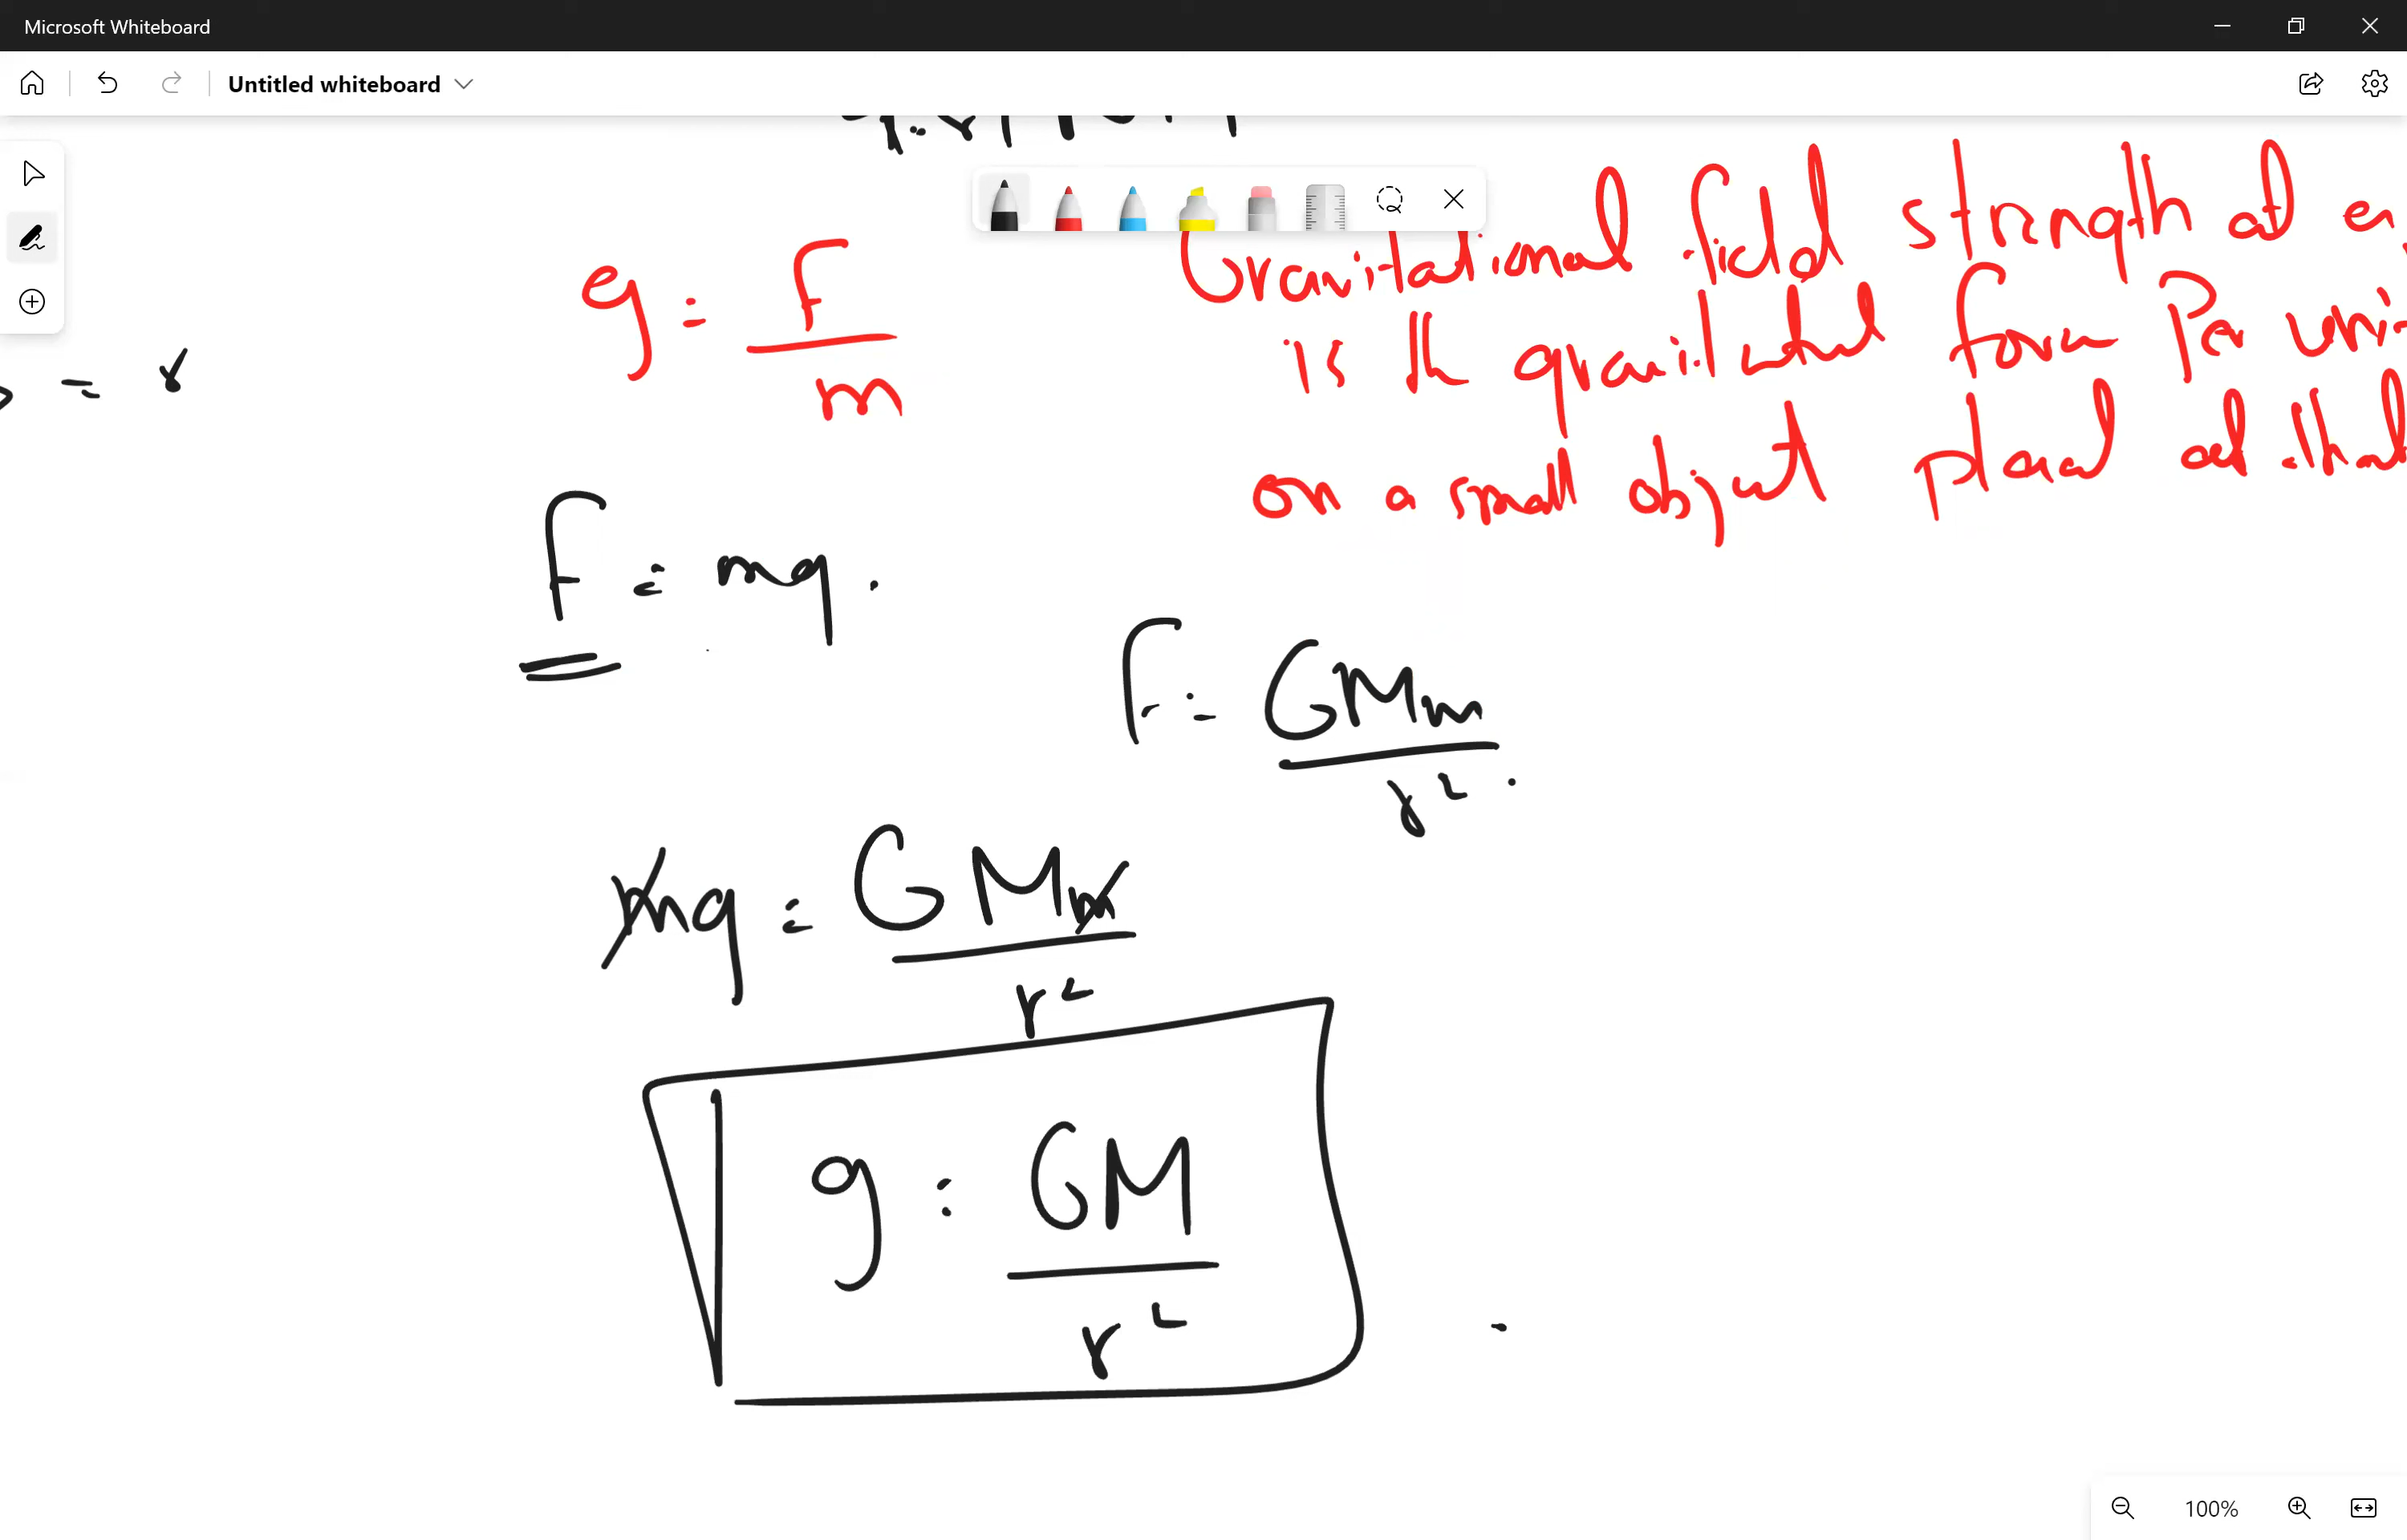 Microsoft Whiteboard
Untitled whiteboard
Gravitational field strength at
g = F/m
is the gravitational force Per uni
= r
on a small object placed at that
F = mg.
F = GMm/r².
mg = GMm/r²
g = GM/r²
100%